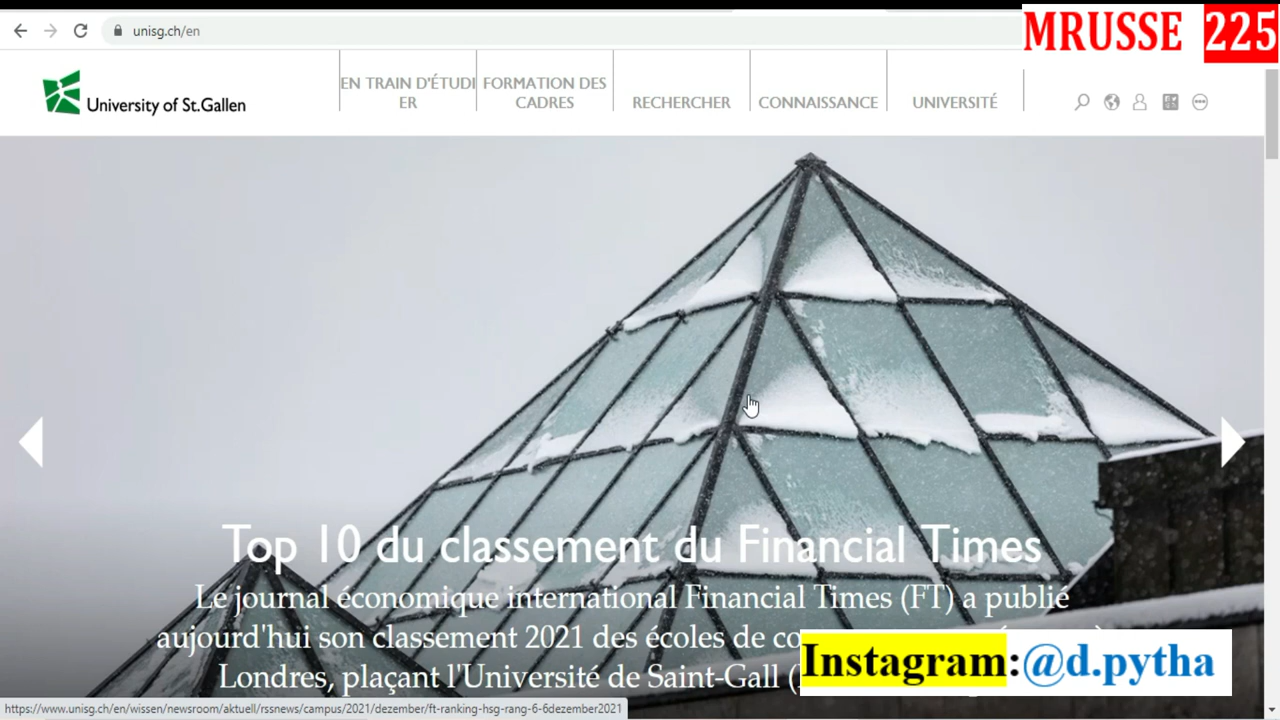 unisg.ch/en
MRUSSE 225
University of St.Gallen
EN TRAIN D'ÉTUDI
ER
FORMATION DES
CADRES
RECHERCHER
CONNAISSANCE
UNIVERSITÉ
Top 10 du classement du Financial Times
Le journal économique international Financial Times (FT) a publié
aujourd'hui son classement 2021 des écoles de
Londres, plaçant l'Université de Saint-Gall
Instagram:@d.pytha
https://www.unisg.ch/en/wissen/newsroom/aktuell/rssnews/campus/2021/dezember/ft-ranking-hsg-rang-6-6dezember2021